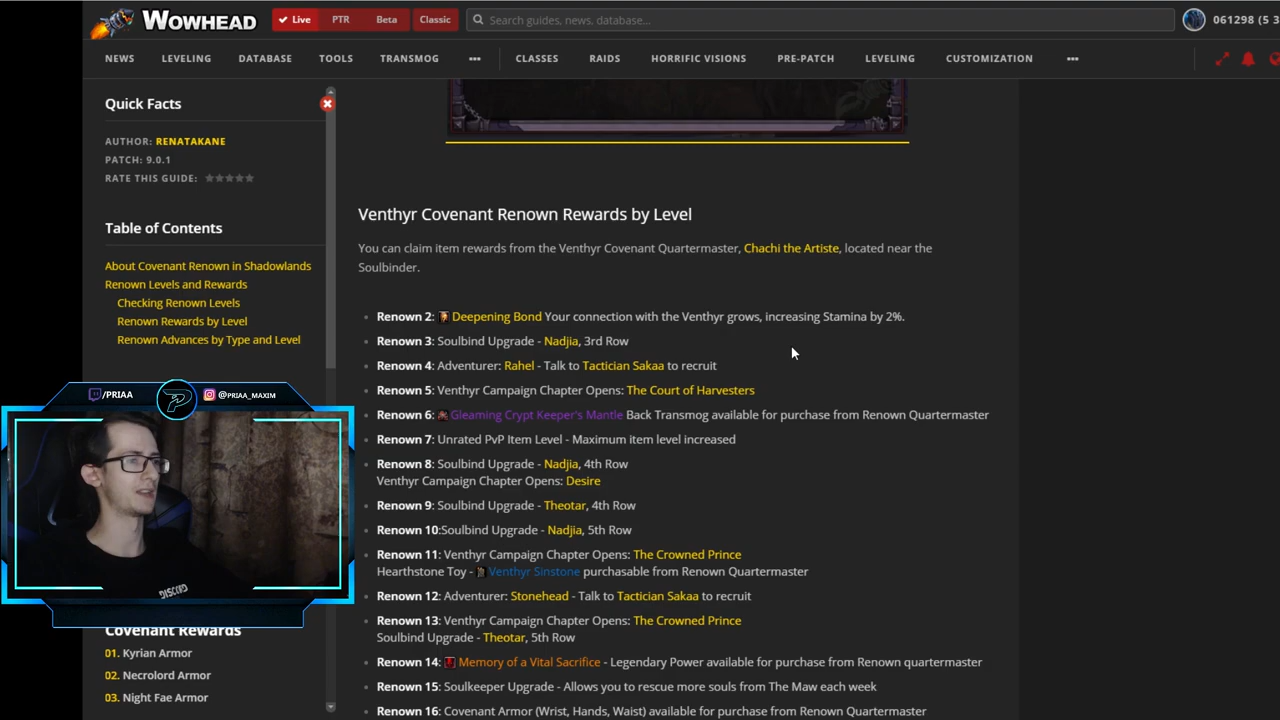 WOWHEAD
Live PTR Beta Classic Search guides, news, database... 061298 (5 3
NEWS LEVELING DATABASE TOOLS TRANSMOG ••• CLASSES RAIDS HORRIFIC VISIONS PRE-PATCH LEVELING CUSTOMIZATION •••
Quick Facts
AUTHOR: RENATAKANE
PATCH: 9.0.1
RATE THIS GUIDE:
Table of Contents
About Covenant Renown in Shadowlands
Renown Levels and Rewards
Checking Renown Levels
Renown Rewards by Level
Renown Advances by Type and Level
/PRIAA @PRIAA_MAXIM
DISCORD
Covenant Rewards
01. Kyrian Armor
02. Necrolord Armor
03. Night Fae Armor
Venthyr Covenant Renown Rewards by Level
You can claim item rewards from the Venthyr Covenant Quartermaster, Chachi the Artiste, located near the
Soulbinder.
Renown 2: Deepening Bond Your connection with the Venthyr grows, increasing Stamina by 2%.
Renown 3: Soulbind Upgrade - Nadjia, 3rd Row
Renown 4: Adventurer: Rahel - Talk to Tactician Sakaa to recruit
Renown 5: Venthyr Campaign Chapter Opens: The Court of Harvesters
Renown 6: Gleaming Crypt Keeper's Mantle Back Transmog available for purchase from Renown Quartermaster
Renown 7: Unrated PvP Item Level - Maximum item level increased
Renown 8: Soulbind Upgrade - Nadjia, 4th Row
Venthyr Campaign Chapter Opens: Desire
Renown 9: Soulbind Upgrade - Theotar, 4th Row
Renown 10:Soulbind Upgrade - Nadjia, 5th Row
Renown 11: Venthyr Campaign Chapter Opens: The Crowned Prince
Hearthstone Toy - Venthyr Sinstone purchasable from Renown Quartermaster
Renown 12: Adventurer: Stonehead - Talk to Tactician Sakaa to recruit
Renown 13: Venthyr Campaign Chapter Opens: The Crowned Prince
Soulbind Upgrade - Theotar, 5th Row
Renown 14: Memory of a Vital Sacrifice - Legendary Power available for purchase from Renown quartermaster
Renown 15: Soulkeeper Upgrade - Allows you to rescue more souls from The Maw each week
Renown 16: Covenant Armor (Wrist, Hands, Waist) available for purchase from Renown Quartermaster